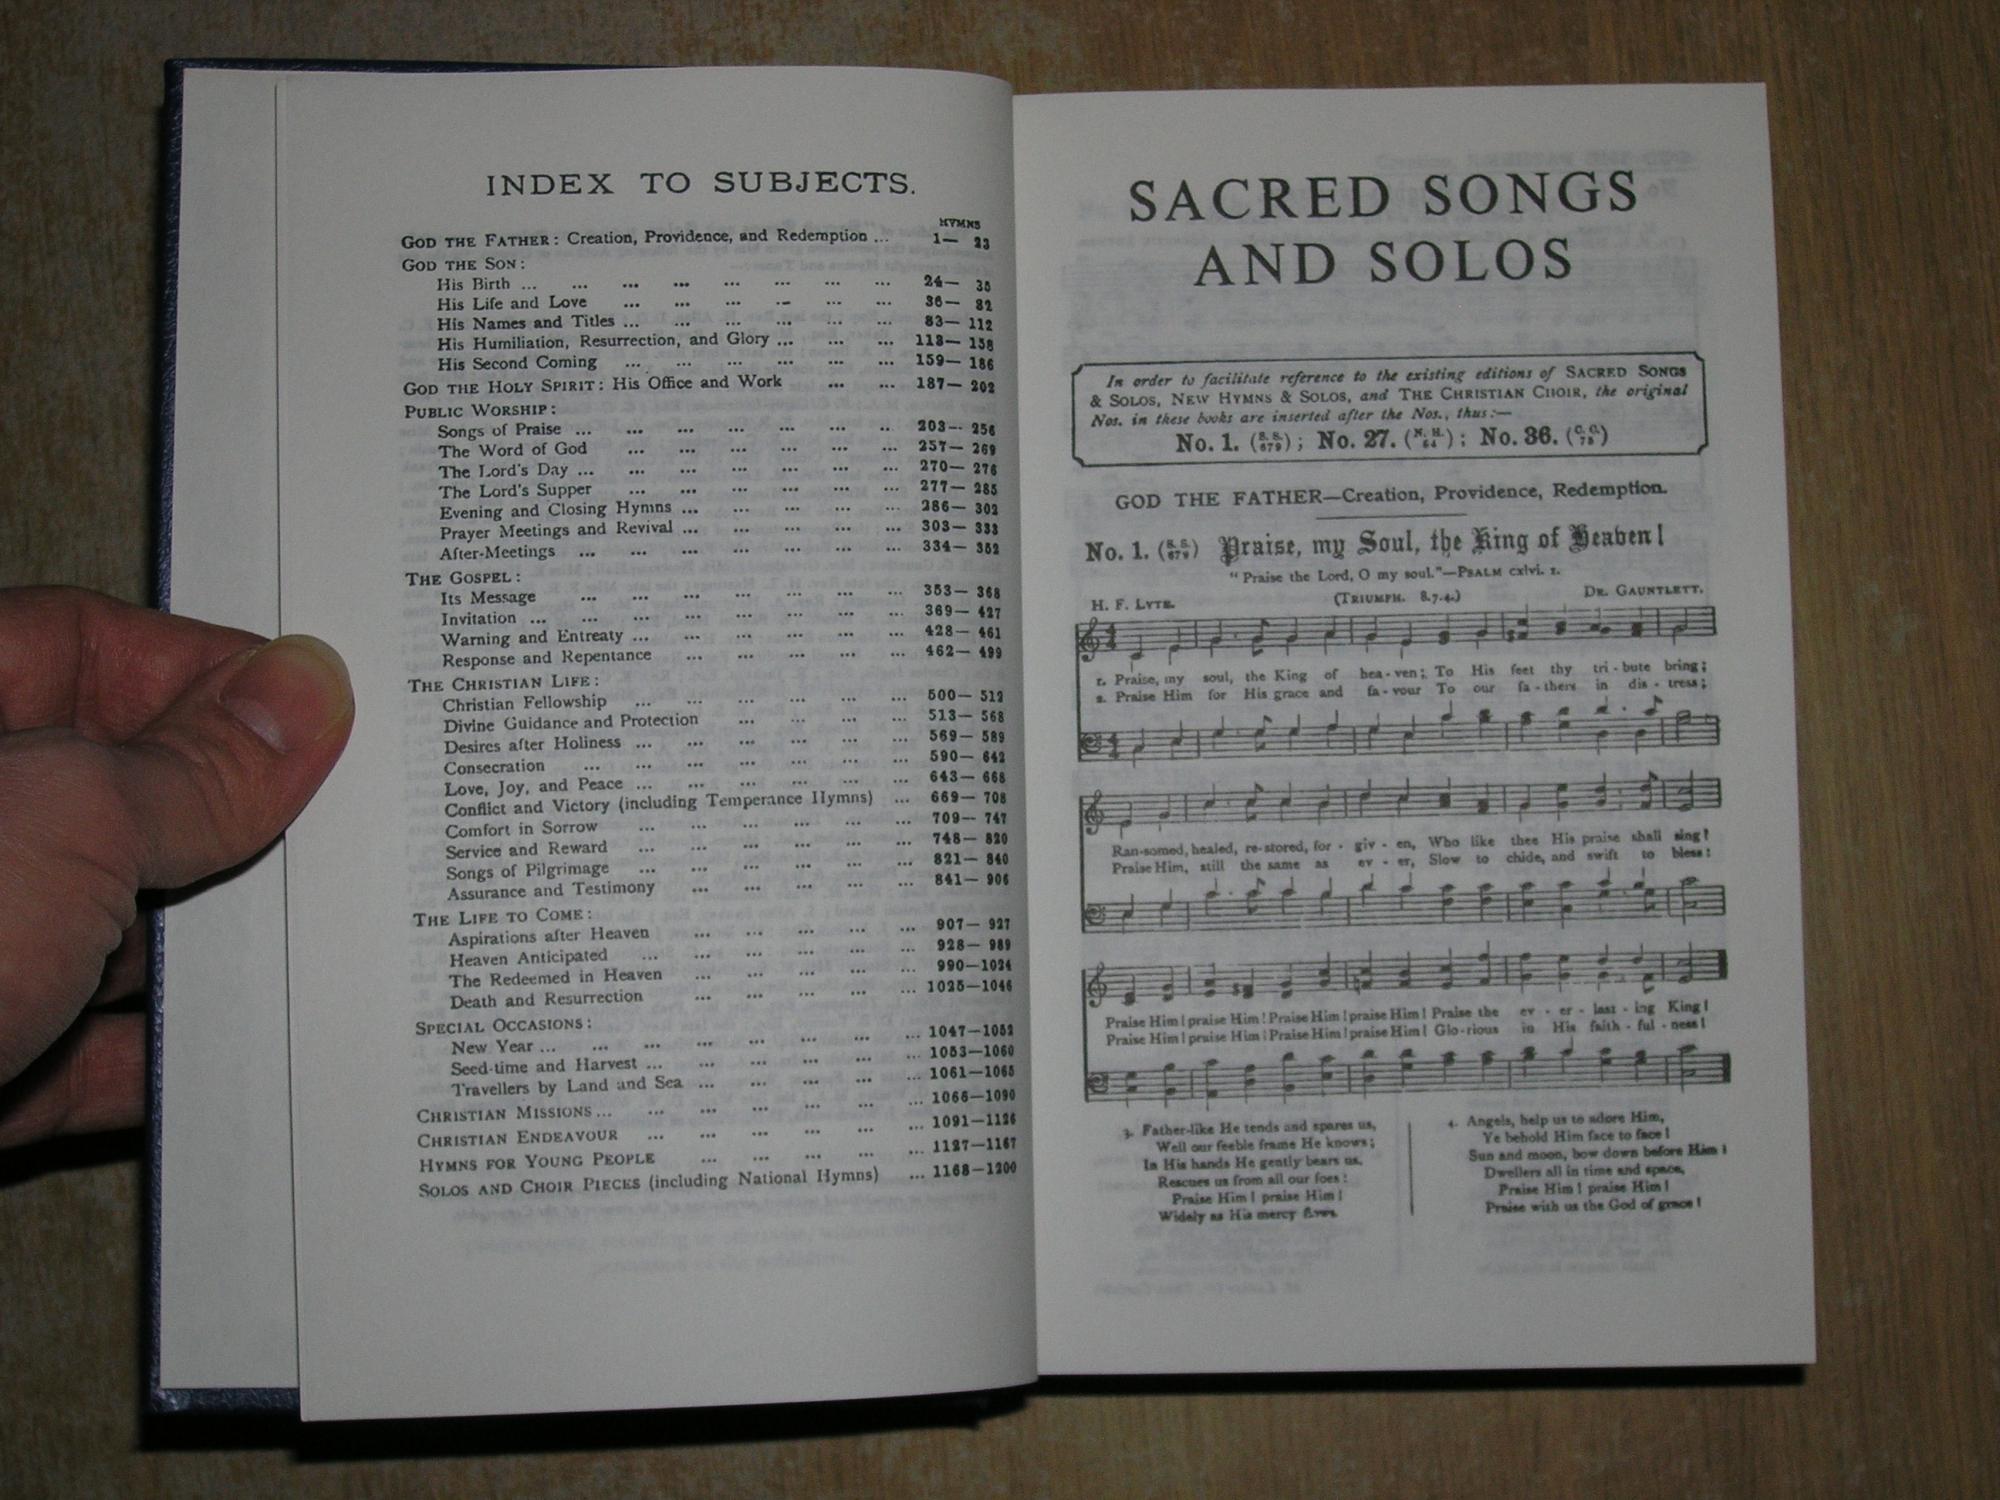 INDEX TO SUBJECTS.
HYMNS
GOD THE FATHER: Creation, Providence, and Redemption ... 1— 23
GOD THE SON:
His Birth ... ... ... ... ... ... ... ... 24— 35
His Life and Love ... ... ... ... ... ... 36— 82
His Names and Titles ... ... ... ... ... ... 83— 112
His Humiliation, Resurrection, and Glory ... ... ... 113— 158
His Second Coming ... ... ... ... ... ... 159— 186
GOD THE HOLY SPIRIT: His Office and Work ... ... 187— 202
PUBLIC WORSHIP:
Songs of Praise ... ... ... ... ... ... ... 203— 256
The Word of God ... ... ... ... ... ... 257— 269
The Lord's Day ... ... ... ... ... ... ... 270— 276
The Lord's Supper ... ... ... ... ... ... 277— 285
Evening and Closing Hymns ... ... ... ... ... 286— 302
Prayer Meetings and Revival ... ... ... ... ... 303— 333
After-Meetings ... ... ... ... ... ... ... 334— 352
THE GOSPEL:
Its Message ... ... ... ... ... ... ... 353— 368
Invitation ... ... ... ... ... ... ... ... 369— 427
Warning and Entreaty ... ... ... ... ... ... 428— 461
Response and Repentance ... ... ... ... ... 462— 499
THE CHRISTIAN LIFE:
Christian Fellowship ... ... ... ... ... ... 500— 512
Divine Guidance and Protection ... ... ... ... 513— 568
Desires after Holiness ... ... ... ... ... ... 569— 589
Consecration ... ... ... ... ... ... ... 590— 642
Love, Joy, and Peace ... ... ... ... ... ... 643— 668
Conflict and Victory (including Temperance Hymns) ... 669— 708
Comfort in Sorrow ... ... ... ... ... ... 709— 747
Service and Reward ... ... ... ... ... ... 748— 820
Songs of Pilgrimage ... ... ... ... ... ... 821— 840
Assurance and Testimony ... ... ... ... ... 841— 906
THE LIFE TO COME:
Aspirations after Heaven ... ... ... ... ... 907— 927
Heaven Anticipated ... ... ... ... ... ... 928— 989
The Redeemed in Heaven ... ... ... ... ... 990—1024
Death and Resurrection ... ... ... ... ... 1025—1046
SPECIAL OCCASIONS:
New Year ... ... ... ... ... ... ... ... 1047—1052
Seed-time and Harvest ... ... ... ... ... ... 1053—1060
Travellers by Land and Sea ... ... ... ... ... 1061—1065
CHRISTIAN MISSIONS ... ... ... ... ... ... ... 1066—1090
CHRISTIAN ENDEAVOUR ... ... ... ... ... ... 1091—1126
HYMNS FOR YOUNG PEOPLE ... ... ... ... ... 1127—1167
SOLOS AND CHOIR PIECES (including National Hymns) ... 1168—1200
SACRED SONGS
AND SOLOS
In order to facilitate reference to the existing editions of SACRED SONGS
& SOLOS, NEW HYMNS & SOLOS, and THE CHRISTIAN CHOIR, the original
Nos. in these books are inserted after the Nos., thus:—
No. 1. (S. S. 679); No. 27. (N. H. 64); No. 36. (C. C. 75)
GOD THE FATHER—Creation, Providence, Redemption.
No. 1. (S. S. 679) Praise, my Soul, the King of Heaven!
"Praise the Lord, O my soul."—PSALM cxlvi. 1.
H. F. LYTE. (TRIUMPH. 8.7.4.) DR. GAUNTLETT.
1. Praise, my soul, the King of hea-ven; To His feet thy tri-bute bring;
2. Praise Him for His grace and fa-vour To our fa-thers in dis-tress;
Ran-somed, healed, re-stored, for-giv-en, Who like thee His praise shall sing?
Praise Him, still the same as ev-er, Slow to chide, and swift to bless:
Praise Him! praise Him! Praise Him! praise Him! Praise the ev-er-last-ing King!
Praise Him! praise Him! Praise Him! praise Him! Glo-rious in His faith-ful-ness!
3. Father-like He tends and spares us,
Well our feeble frame He knows;
In His hands He gently bears us,
Rescues us from all our foes:
Praise Him! praise Him!
Widely as His mercy flows.
4. Angels, help us to adore Him,
Ye behold Him face to face!
Sun and moon, bow down before Him!
Dwellers all in time and space,
Praise Him! praise Him!
Praise with us the God of grace!